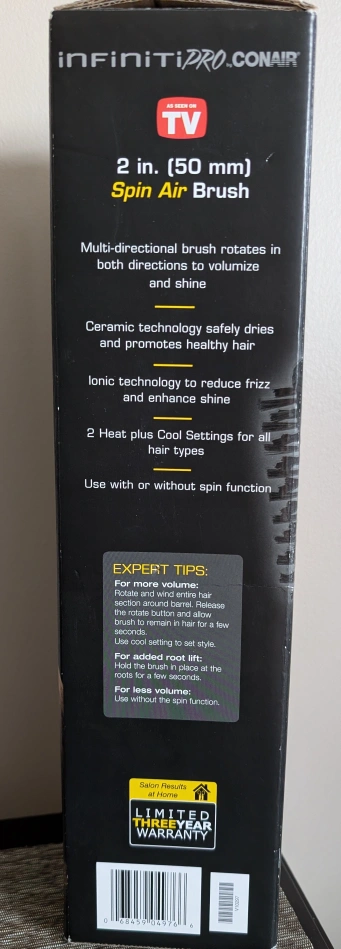 INFINITIPRO BY CONAIR
AS SEEN ON
TV
2 in. (50 mm)
Spin Air Brush
Multi-directional brush rotates in
both directions to volumize
and shine
Ceramic technology safely dries
and promotes healthy hair
Ionic technology to reduce frizz
and enhance shine
2 Heat plus Cool Settings for all
hair types
Use with or without spin function
EXPERT TIPS:
For more volume:
Rotate and wind entire hair
section around barrel. Release
the rotate button and allow
brush to remain in hair for a few
seconds.
Use cool setting to set style.
For added root lift:
Hold the brush in place at the
roots for a few seconds.
For less volume:
Use without the spin function.
Salon Results
at Home
LIMITED
THREEYEAR
WARRANTY
0 68459 04976 6